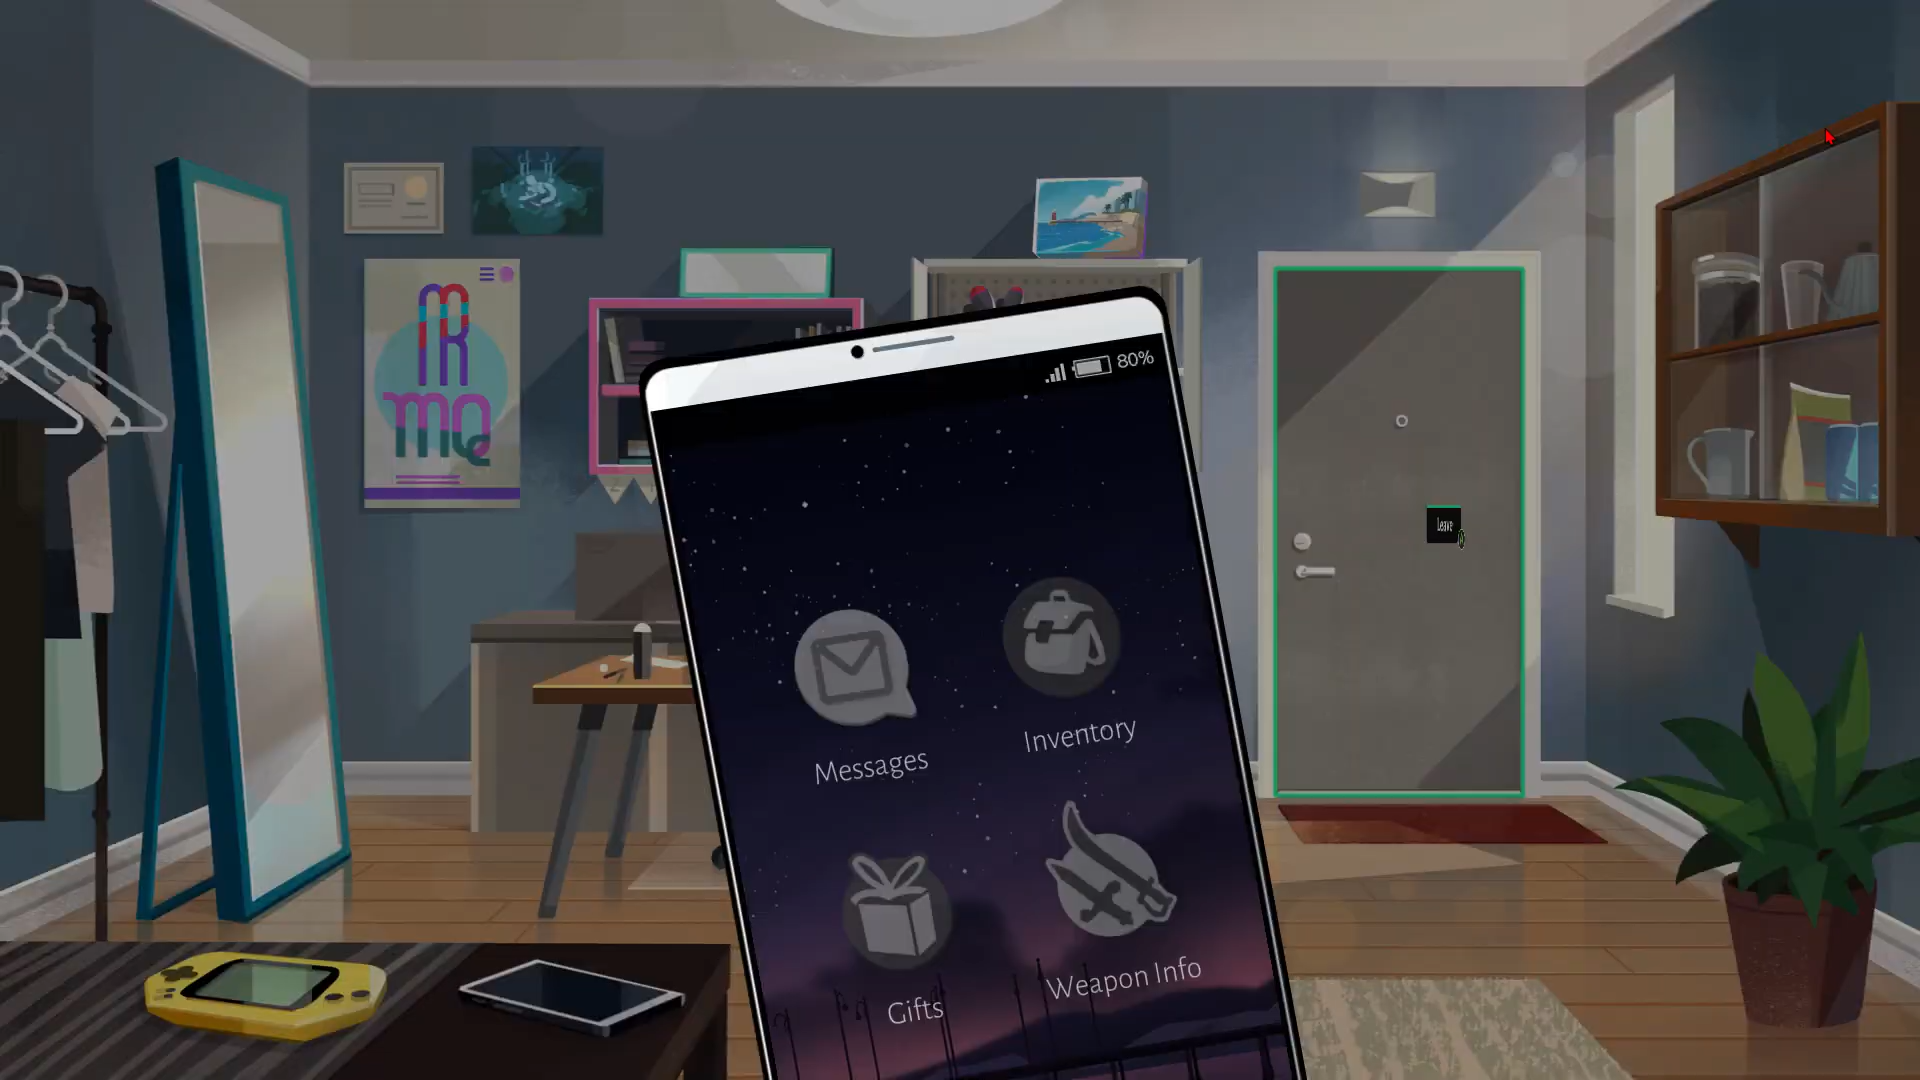 80%
Messages
Inventory
Gifts
Weapon Info
Leave